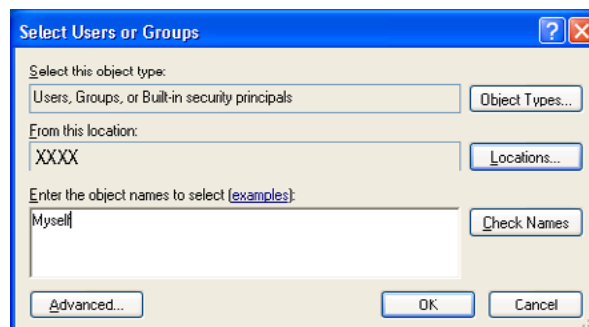 Select Users or Groups
Select this object type:
Users, Groups, or Built-in security principals
Object Types...
From this location:
XXXX
Locations...
Enter the object names to select (examples):
Myself
Check Names
Advanced...
OK
Cancel